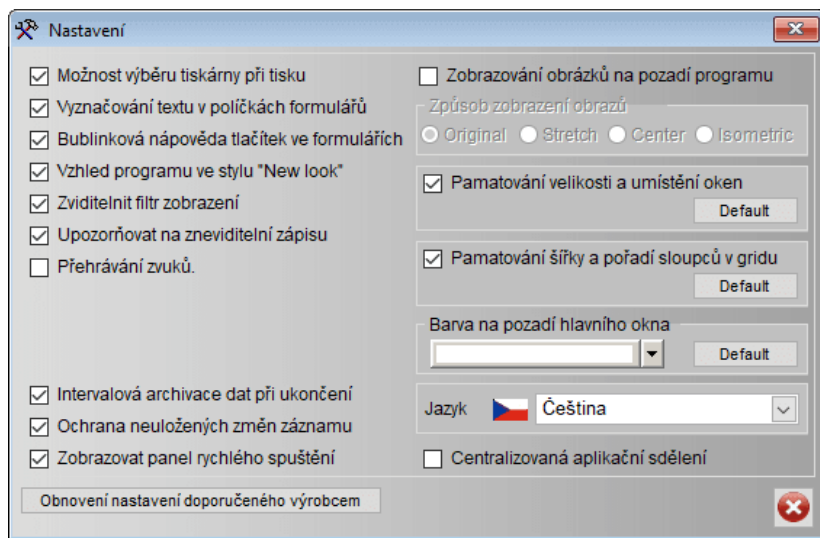 Nastavení
Možnost výběru tiskárny při tisku
Vyznačování textu v políčkách formulářů
Bublinková nápověda tlačítek ve formulářích
Vzhled programu ve stylu "New look"
Zviditelnit filtr zobrazení
Upozorňovat na zneviditelní zápisu
Přehrávání zvuků.
Intervalová archivace dat při ukončení
Ochrana neuložených změn záznamu
Zobrazovat panel rychlého spuštění
Obnovení nastavení doporučeného výrobcem
Zobrazování obrázků na pozadí programu
Způsob zobrazení obrazů
Original Stretch Center Isometric
Pamatování velikosti a umístění oken
Default
Pamatování šířky a pořadí sloupců v gridu
Default
Barva na pozadí hlavního okna
Default
Jazyk Čeština
Centralizovaná aplikační sdělení